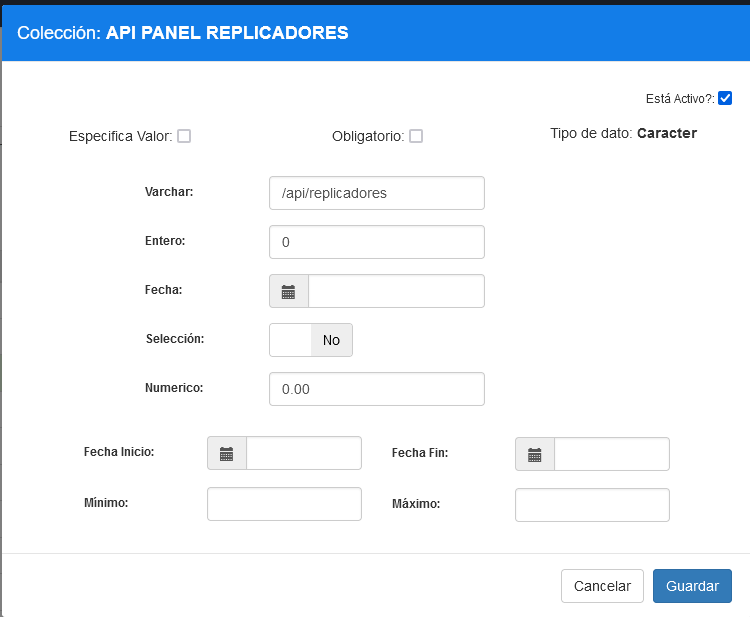 Colección: API PANEL REPLICADORES
Está Activo?:
Especifica Valor:
Obligatorio:
Tipo de dato: Caracter
Varchar:
/api/replicadores
Entero:
0
Fecha:
Selección:
No
Numerico:
0.00
Fecha Inicio:
Fecha Fin:
Mínimo:
Máximo:
Cancelar
Guardar